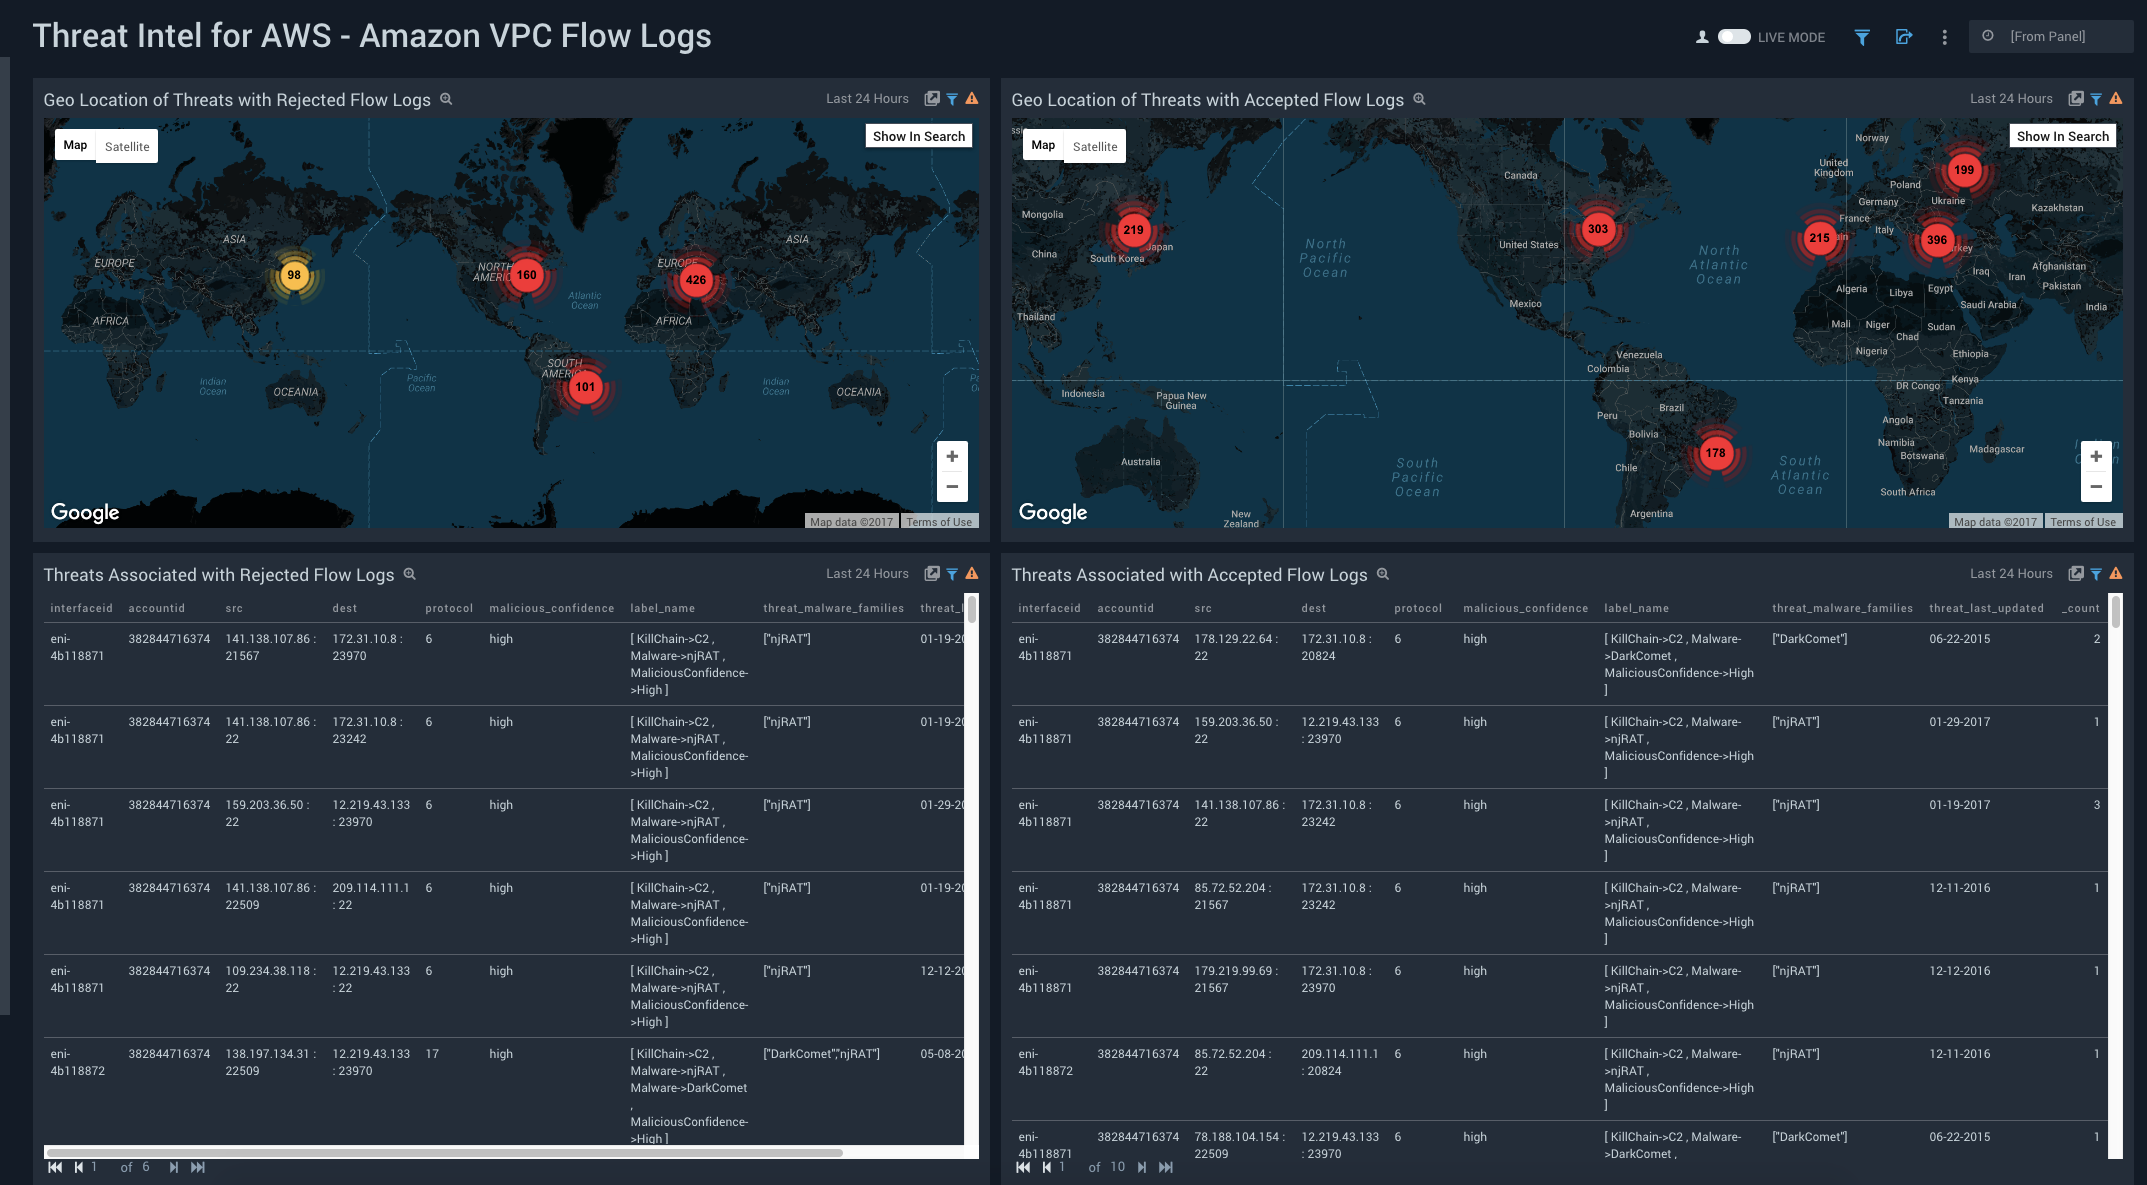 Threat Intel for AWS - Amazon VPC Flow Logs
LIVE MODE
[From Panel]
Geo Location of Threats with Rejected Flow Logs
Last 24 Hours
Map
Satellite
Show In Search
ASIA
EUROPE
98
AFRICA
Indian
Ocean
OCEANIA
Pacific
Ocean
NORTH
AMERIC
160
Atlantic
Ocean
SOUTH
AMERIC
101
EUROPE
426
AFRICA
ASIA
Indian
Ocean
OCEANIA
Google
Map data ©2017
Terms of Use
Geo Location of Threats with Accepted Flow Logs
Last 24 Hours
Map
Satellite
Show In Search
Mongolia
China
219
Japan
South Korea
Thailand
Indonesia
Papua New
Guinea
Australia
New
Zealand
North
Pacific
Ocean
South
Pacific
Ocean
Canada
United States
303
Mexico
Venezuela
Colombia
Peru
Brazil
Bolivia
178
Chile
Argentina
North
Atlantic
Ocean
South
Atlantic
Ocean
Norway
United
Kingdom
199
Poland
Germany
Ukraine
France
Kazakhstan
215
Italy
396
Iraq
Iran
Afghanistan
Pakistan
Algeria
Libya
Egypt
Saudi Arabia
India
Mali
Niger
Chad
Sudan
Nigeria
Ethiopia
DR Congo
Kenya
Tanzania
Angola
Namibia
Botswana
Madagascar
South Africa
Google
Map data ©2017
Terms of Use
Threats Associated with Rejected Flow Logs
Last 24 Hours
interfaceid accountid src dest protocol malicious_confidence label_name threat_malware_families threat_l
eni- 382844716374 141.138.107.86 : 172.31.10.8 : 6 high [ KillChain->C2 , ["njRAT"] 01-19-20
4b118871 21567 23970 Malware->njRAT ,
MaliciousConfidence-
>High ]
eni- 382844716374 141.138.107.86 : 172.31.10.8 : 6 high [ KillChain->C2 , ["njRAT"] 01-19-20
4b118871 22 23242 Malware->njRAT ,
MaliciousConfidence-
>High ]
eni- 382844716374 159.203.36.50 : 12.219.43.133 6 high [ KillChain->C2 , ["njRAT"] 01-29-20
4b118871 22 : 23970 Malware->njRAT ,
MaliciousConfidence-
>High ]
eni- 382844716374 141.138.107.86 : 209.114.111.1 6 high [ KillChain->C2 , ["njRAT"] 01-19-20
4b118871 22509 : 22 Malware->njRAT ,
MaliciousConfidence-
>High ]
eni- 382844716374 109.234.38.118 : 12.219.43.133 6 high [ KillChain->C2 , ["njRAT"] 12-12-20
4b118871 22 : 22 Malware->njRAT ,
MaliciousConfidence-
>High ]
eni- 382844716374 138.197.134.31 : 12.219.43.133 17 high [ KillChain->C2 , ["DarkComet","njRAT"] 05-08-20
4b118872 22509 : 23970 Malware->njRAT ,
Malware->DarkComet
,
MaliciousConfidence-
>High ]
1 of 6
Threats Associated with Accepted Flow Logs
Last 24 Hours
interfaceid accountid src dest protocol malicious_confidence label_name threat_malware_families threat_last_updated _count
eni- 382844716374 178.129.22.64 : 172.31.10.8 : 6 high [ KillChain->C2 , Malware- ["DarkComet"] 06-22-2015 2
4b118871 22 20824 >DarkComet ,
MaliciousConfidence->High
]
eni- 382844716374 159.203.36.50 : 12.219.43.133 6 high [ KillChain->C2 , Malware- ["njRAT"] 01-29-2017 1
4b118871 22 : 23970 >njRAT ,
MaliciousConfidence->High
]
eni- 382844716374 141.138.107.86 : 172.31.10.8 : 6 high [ KillChain->C2 , Malware- ["njRAT"] 01-19-2017 3
4b118871 22 23242 >njRAT ,
MaliciousConfidence->High
]
eni- 382844716374 85.72.52.204 : 172.31.10.8 : 6 high [ KillChain->C2 , Malware- ["njRAT"] 12-11-2016 1
4b118871 21567 23242 >njRAT ,
MaliciousConfidence->High
]
eni- 382844716374 179.219.99.69 : 172.31.10.8 : 6 high [ KillChain->C2 , Malware- ["njRAT"] 12-12-2016 1
4b118871 21567 23970 >njRAT ,
MaliciousConfidence->High
]
eni- 382844716374 85.72.52.204 : 209.114.111.1 6 high [ KillChain->C2 , Malware- ["njRAT"] 12-11-2016 1
4b118872 22 : 20824 >njRAT ,
MaliciousConfidence->High
]
eni- 382844716374 78.188.104.154 : 12.219.43.133 6 high [ KillChain->C2 , Malware- ["DarkComet"] 06-22-2015 1
4b118871 22509 : 23970 >DarkComet ,
1 of 10